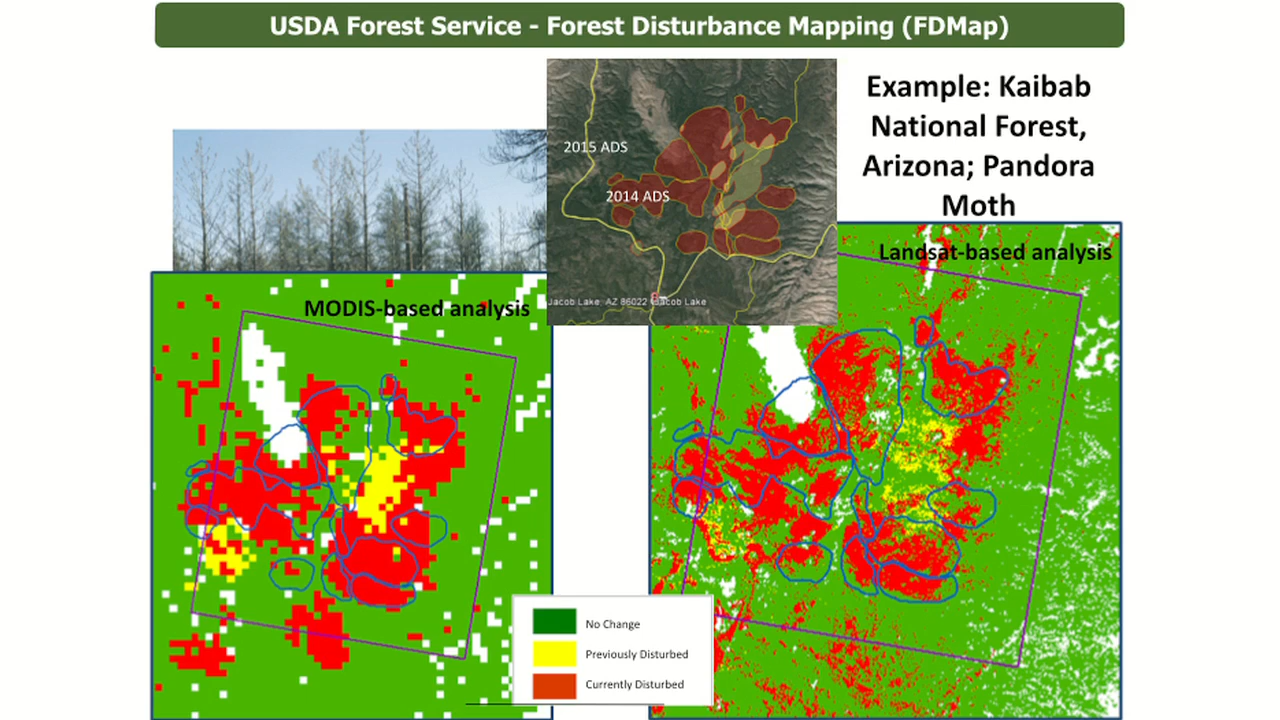 USDA Forest Service - Forest Disturbance Mapping (FDMap)
Example: Kaibab
National Forest,
Arizona; Pandora
Moth
2015 ADS
2014 ADS
Jacob Lake, AZ 86022 Jacob Lake
Landsat-based analysis
MODIS-based analysis
No Change
Previously Disturbed
Currently Disturbed